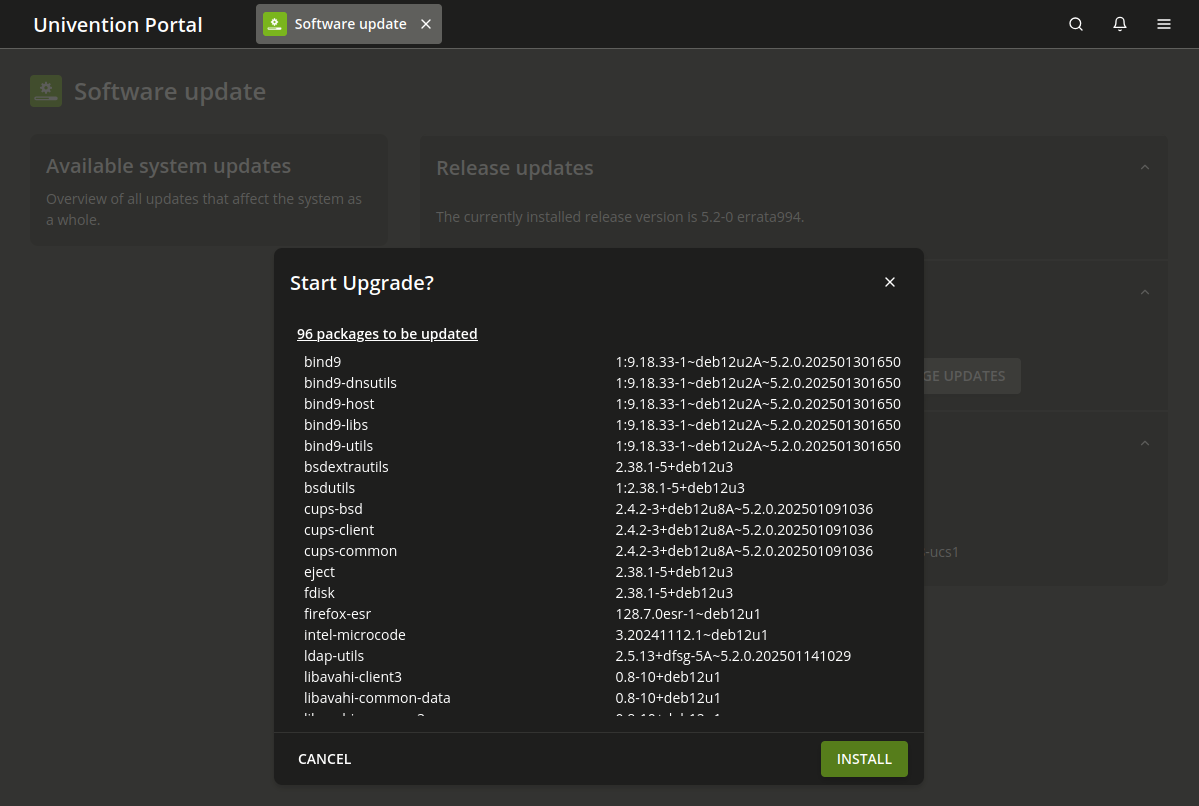 Univention Portal
Software update
Software update
Available system updates
Overview of all updates that affect the system as
a whole.
Release updates
The currently installed release version is 5.2-0 errata994.
GE UPDATES
-ucs1
Start Upgrade?
96 packages to be updated
bind9 1:9.18.33-1~deb12u2A~5.2.0.202501301650
bind9-dnsutils 1:9.18.33-1~deb12u2A~5.2.0.202501301650
bind9-host 1:9.18.33-1~deb12u2A~5.2.0.202501301650
bind9-libs 1:9.18.33-1~deb12u2A~5.2.0.202501301650
bind9-utils 1:9.18.33-1~deb12u2A~5.2.0.202501301650
bsdextrautils 2.38.1-5+deb12u3
bsdutils 1:2.38.1-5+deb12u3
cups-bsd 2.4.2-3+deb12u8A~5.2.0.202501091036
cups-client 2.4.2-3+deb12u8A~5.2.0.202501091036
cups-common 2.4.2-3+deb12u8A~5.2.0.202501091036
eject 2.38.1-5+deb12u3
fdisk 2.38.1-5+deb12u3
firefox-esr 128.7.0esr-1~deb12u1
intel-microcode 3.20241112.1~deb12u1
ldap-utils 2.5.13+dfsg-5A~5.2.0.202501141029
libavahi-client3 0.8-10+deb12u1
libavahi-common-data 0.8-10+deb12u1
CANCEL
INSTALL